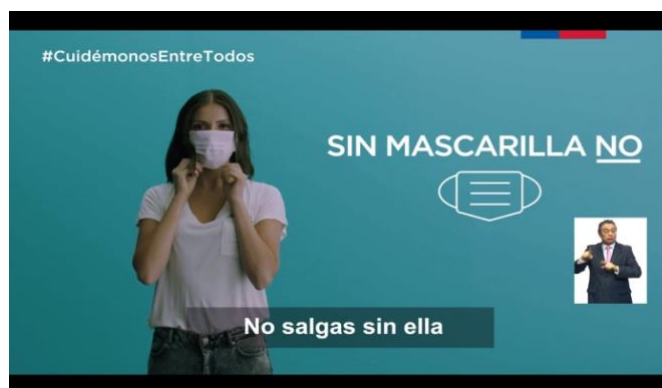 #CuidémonosEntreTodos
SIN MASCARILLA NO
No salgas sin ella